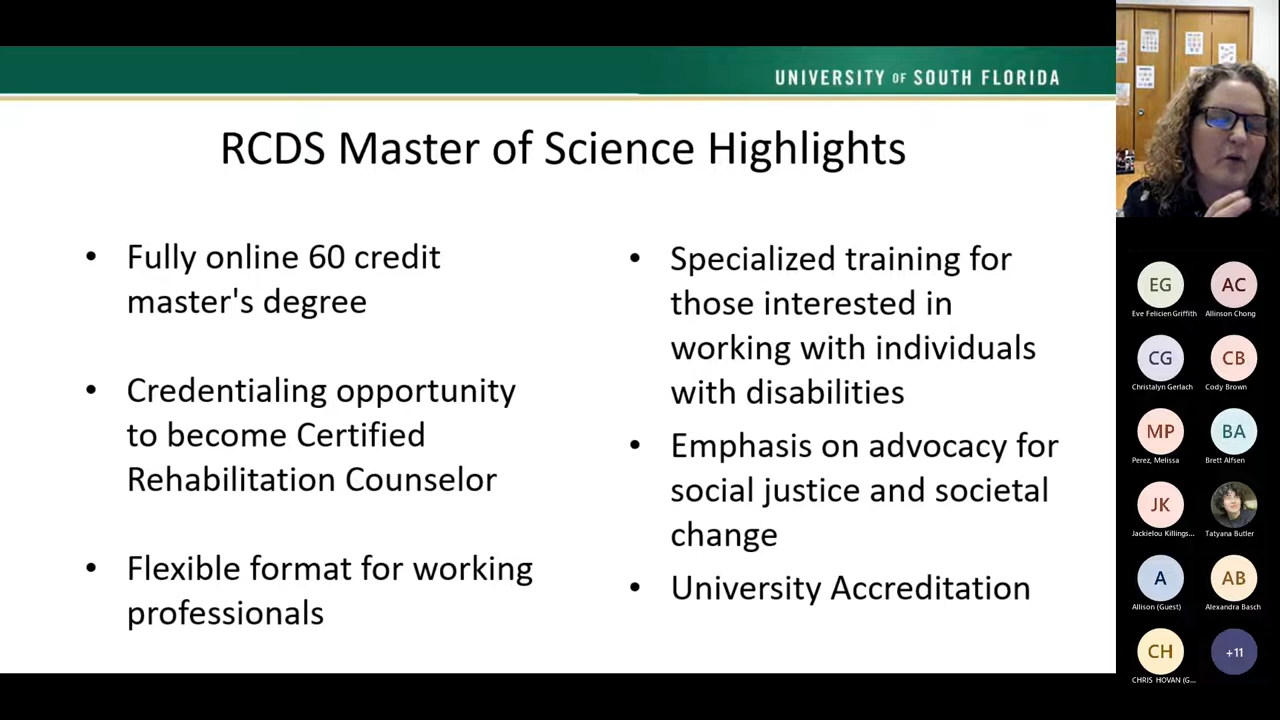 UNIVERSITY OF SOUTH FLORIDA
RCDS Master of Science Highlights
• Fully online 60 credit
master's degree
• Credentialing opportunity
to become Certified
Rehabilitation Counselor
• Flexible format for working
professionals
• Specialized training for
those interested in
working with individuals
with disabilities
• Emphasis on advocacy for
social justice and societal
change
• University Accreditation
EG
AC
Eve Felicien Griffith
Allinson Chong
CG
CB
Christalyn Gerlach
Cody Brown
MP
BA
Perez, Melissa
Brett Alfsen
JK
Jackielou Killings...
Tatyana Butler
A
AB
Allison (Guest)
Alexandra Basch
CH
+11
CHRIS HOVAN (G...